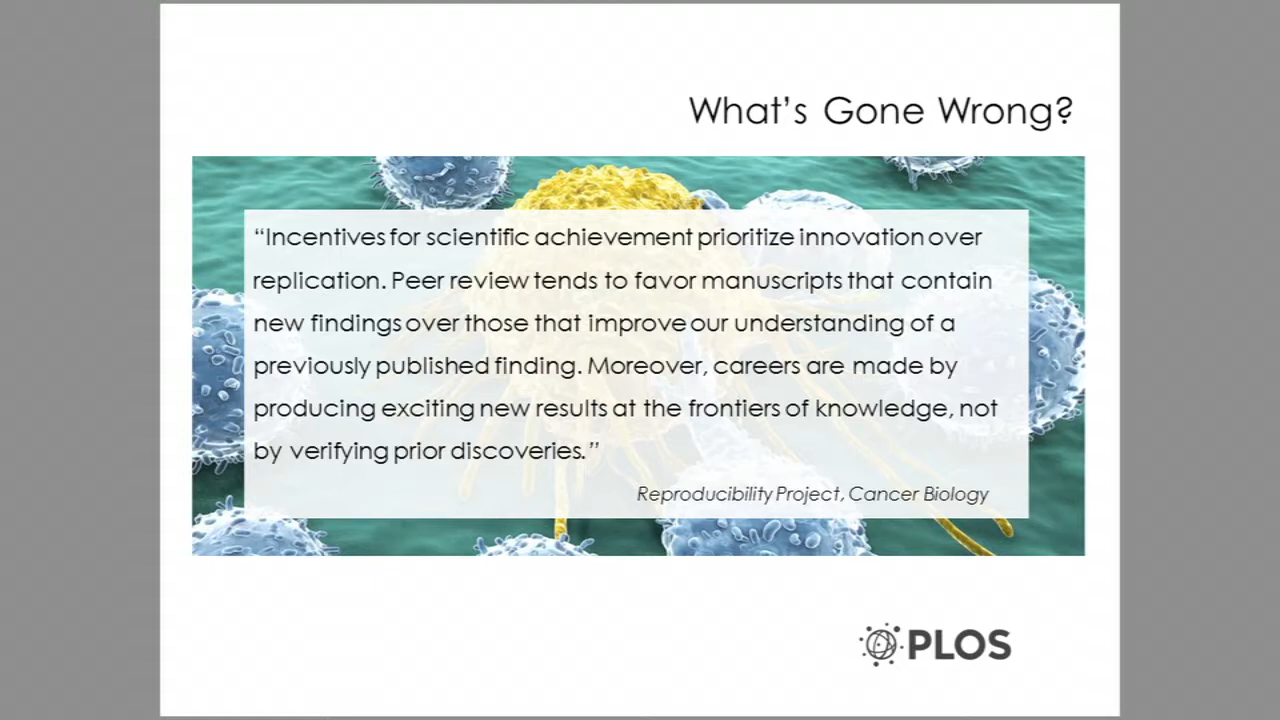 What's Gone Wrong?
“Incentives for scientific achievement prioritize innovation over
replication. Peer review tends to favor manuscripts that contain
new findings over those that improve our understanding of a
previously published finding. Moreover, careers are made by
producing exciting new results at the frontiers of knowledge, not
by verifying prior discoveries.”
Reproducibility Project, Cancer Biology
PLOS